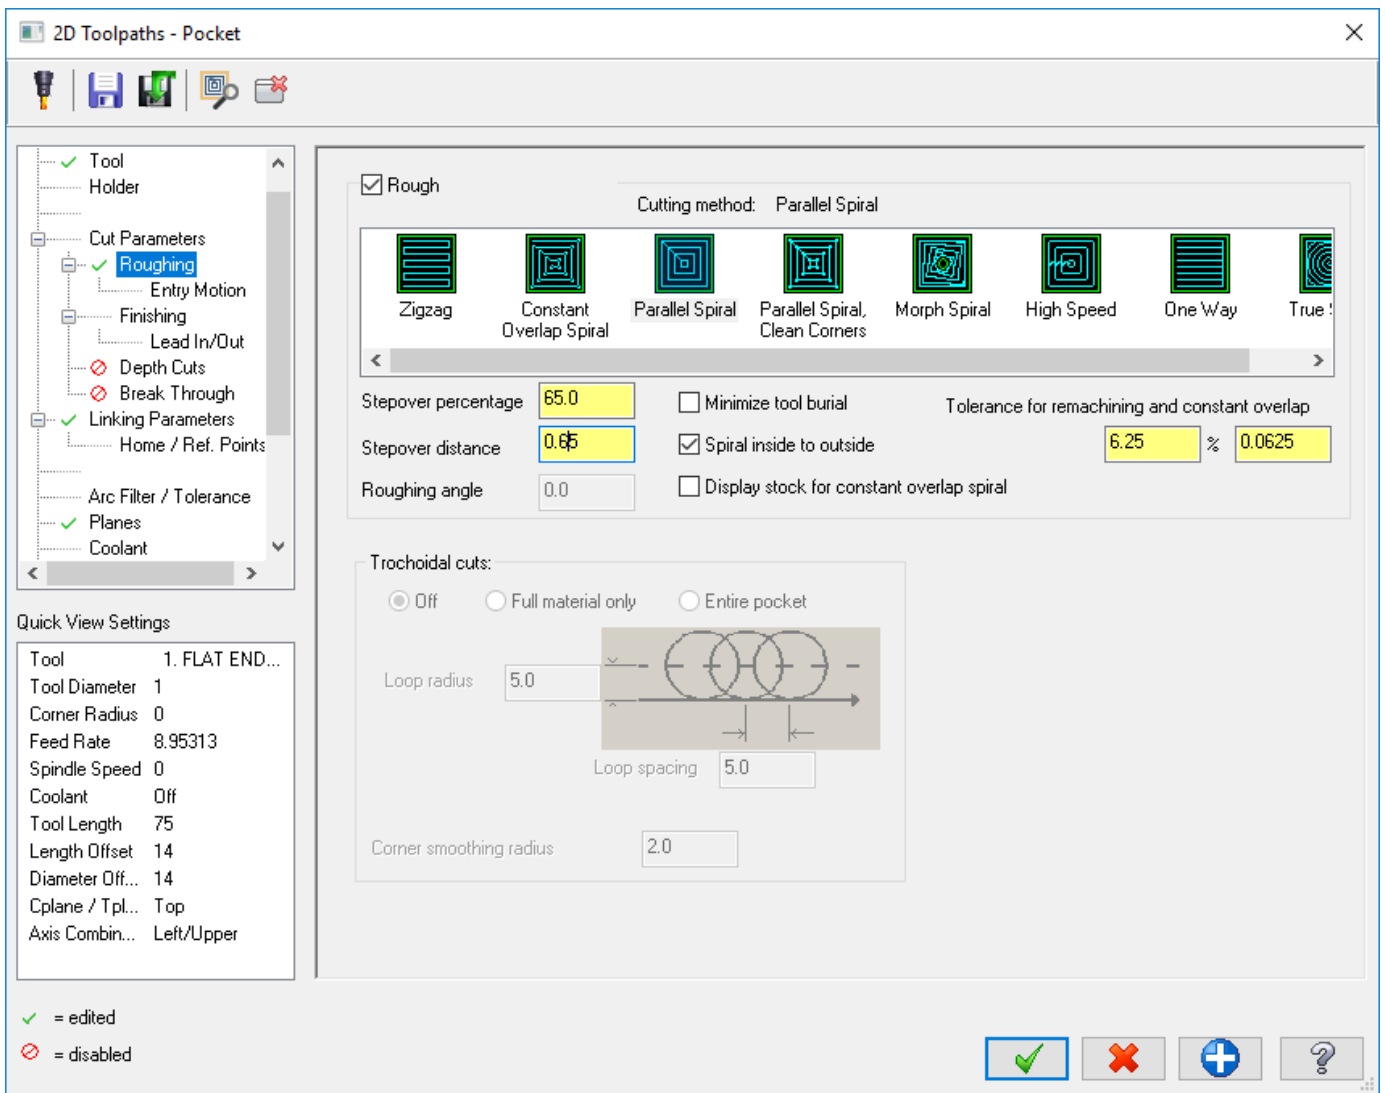 2D Toolpaths - Pocket
Tool
Holder
Cut Parameters
Roughing
Entry Motion
Finishing
Lead In/Out
Depth Cuts
Break Through
Linking Parameters
Home / Ref. Points
Arc Filter / Tolerance
Planes
Coolant
Quick View Settings
Tool 1. FLAT END...
Tool Diameter 1
Corner Radius 0
Feed Rate 8.95313
Spindle Speed 0
Coolant Off
Tool Length 75
Length Offset 14
Diameter Off... 14
Cplane / Tpl... Top
Axis Combin... Left/Upper
= edited
= disabled
Rough
Cutting method: Parallel Spiral
Zigzag
Constant
Overlap Spiral
Parallel Spiral
Parallel Spiral,
Clean Corners
Morph Spiral
High Speed
One Way
True
Stepover percentage 65.0
Minimize tool burial
Tolerance for remachining and constant overlap
Stepover distance 0.65
Spiral inside to outside
6.25 % 0.0625
Roughing angle 0.0
Display stock for constant overlap spiral
Trochoidal cuts:
Off
Full material only
Entire pocket
Loop radius 5.0
Loop spacing 5.0
Corner smoothing radius 2.0